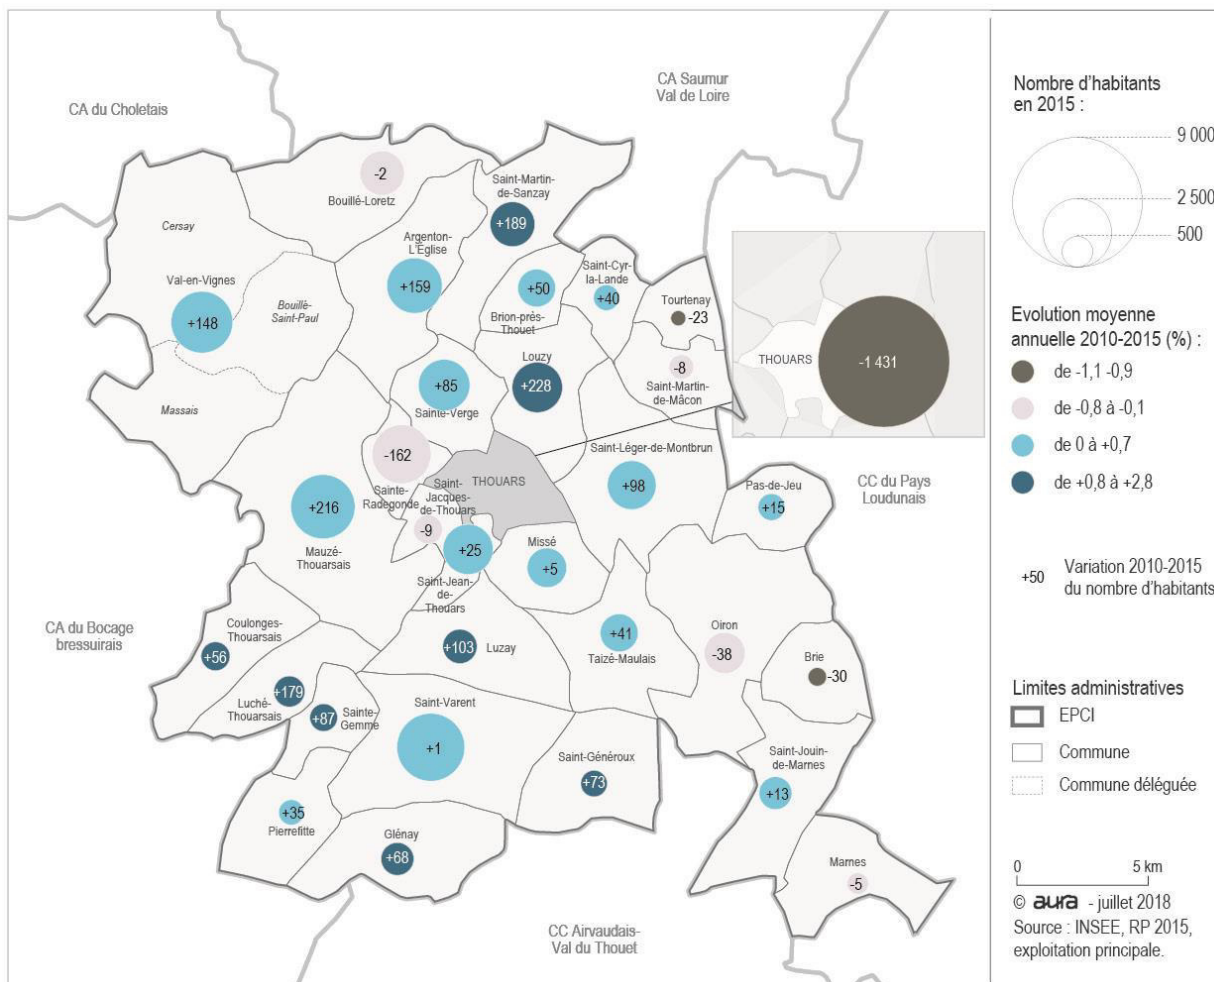 CA du Choletais
CA Saumur
Val de Loire
-2
Bouillé-Loretz
Saint-Martin-
de-Sanzay
+189
Cersay
Argenton-
L'Église
+159
Val-en-Vignes
+148
Bouillé-
Saint-Paul
Massais
+50
Brion-près-
Thouet
Saint-Cyr-
la-Lande
+40
Tourtenay
-23
-8
Saint-Martin-
de-Mâcon
Louzy
+228
+85
Sainte-Verge
-162
Sainte-
Radegonde
THOUARS
Saint-
Jacques-
de-Thouars
-9
THOUARS
-1 431
Saint-Léger-de-Montbrun
+98
Pas-de-Jeu
+15
CC du Pays
Loudunais
+216
Mauzé-
Thouarsais
+25
Saint-Jean-
de-
Thouars
Missé
+5
CA du Bocage
bressuirais
Coulonges-
Thouarsais
+56
+103
Luzay
+41
Taizé-Maulais
Oiron
-38
Brie
-30
+179
Luché-
Thouarsais
+87
Sainte-
Gemme
Saint-Varent
+1
Saint-Généroux
+73
Saint-Jouin-
de-Marnes
+13
+35
Pierrefitte
Glénay
+68
Marnes
-5
CC Airvaudais-
Val du Thouet
Nombre d'habitants
en 2015 :
9 000
2 500
500
Evolution moyenne
annuelle 2010-2015 (%) :
de -1,1 -0,9
de -0,8 à -0,1
de 0 à +0,7
de +0,8 à +2,8
+50
Variation 2010-2015
du nombre d'habitants
Limites administratives
EPCI
Commune
Commune déléguée
0 5 km
© aura - juillet 2018
Source : INSEE, RP 2015,
exploitation principale.